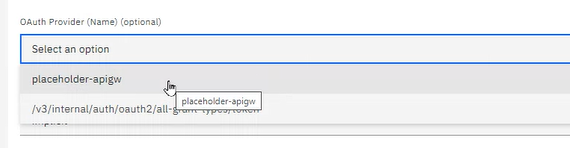 OAuth Provider (Name) (optional)
Select an option
placeholder-apigw
placeholder-apigw
/v3/internal/auth/oauth2/all-grant-types/token